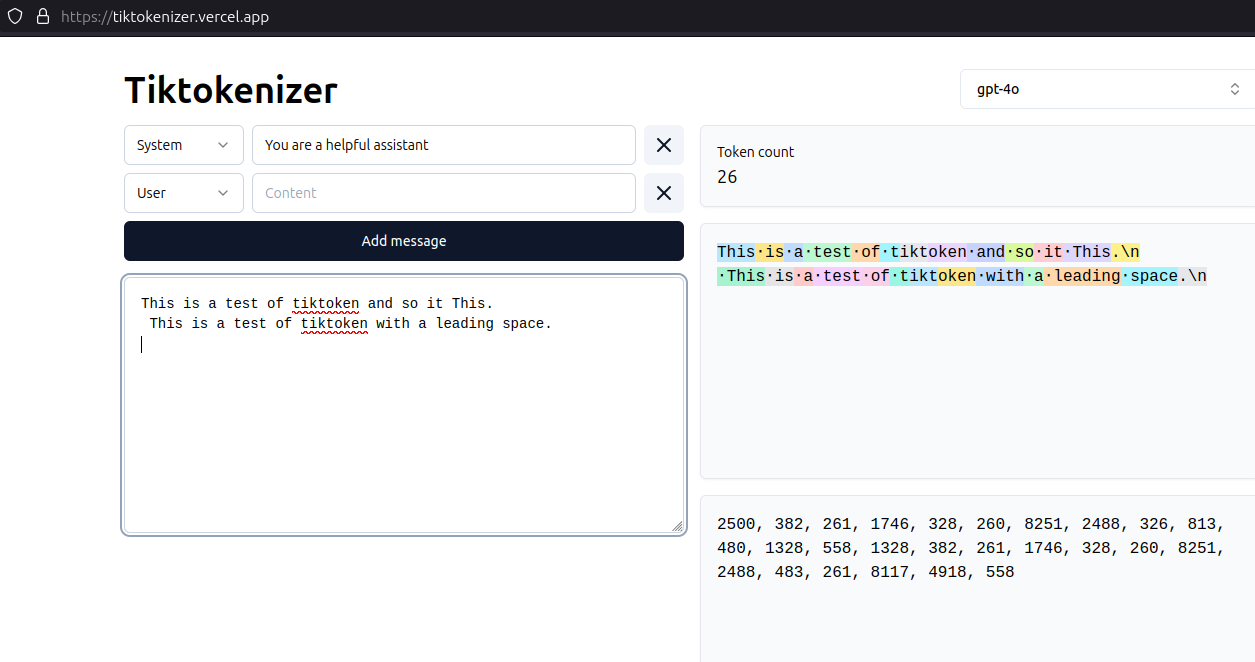 https://tiktokenizer.vercel.app
Tiktokenizer
gpt-4o
System
You are a helpful assistant
User
Content
Add message
This is a test of tiktoken and so it This.
 This is a test of tiktoken with a leading space.
Token count
26
This·is·a·test·of·tiktoken·and·so·it·This.\n
·This·is·a·test·of·tiktoken·with·a·leading·space.\n
2500, 382, 261, 1746, 328, 260, 8251, 2488, 326, 813,
480, 1328, 558, 1328, 382, 261, 1746, 328, 260, 8251,
2488, 483, 261, 8117, 4918, 558